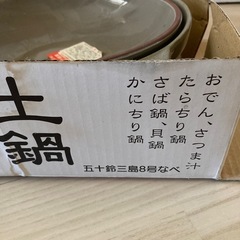 土鍋
おでん、さつま汁
たらちり鍋
さば鍋、貝鍋
かにちり鍋
五十鈴三島8号なべ